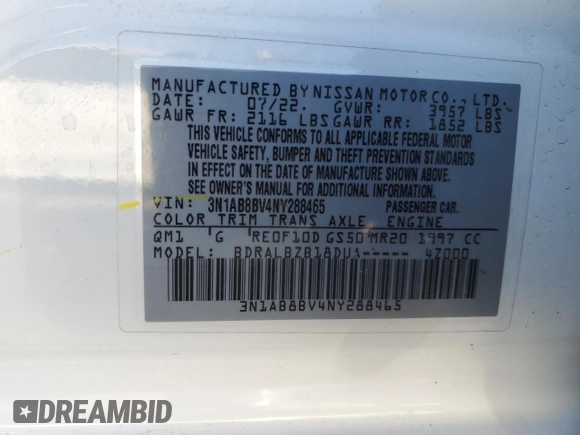 MANUFACTURED BY NISSAN MOTOR CO., LTD.
DATE: 07/22. GVWR: 3957 LBS
GAWR FR: 2116 LBS GAWR RR: 1852 LBS
THIS VEHICLE CONFORMS TO ALL APPLICABLE FEDERAL MOTOR
VEHICLE SAFETY, BUMPER AND THEFT PREVENTION STANDARDS
IN EFFECT ON THE DATE OF MANUFACTURE SHOWN ABOVE.
SEE OWNER'S MANUAL FOR ADDITIONAL INFORMATION.
VIN: 3N1AB8BV4NY288465 PASSENGER CAR.
COLOR TRIM TRANS AXLE ENGINE
QM1 G RE0F10D GS50 MR20 1997 CC
MODEL: BDRALBZB18DUA----- 4Z000
3N1AB8BV4NY288465
DREAMBID